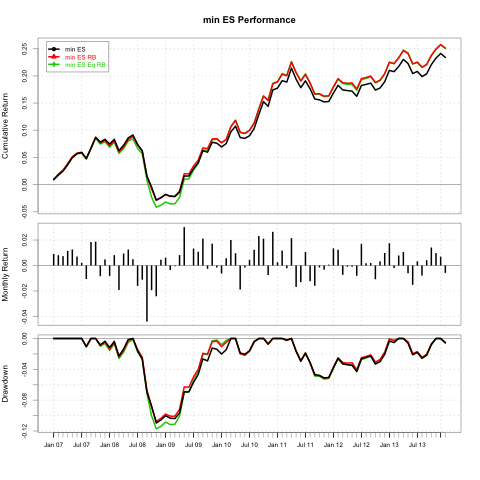 min ES Performance
min ES
min ES RB
min ES Eq RB
Cumulative Return
0.25
0.20
0.15
0.10
0.05
0.00
-0.05
Monthly Return
0.02
0.00
-0.02
-0.04
Drawdown
0.00
-0.04
-0.08
-0.12
Jan 07 Jul 07 Jan 08 Jul 08 Jan 09 Jul 09 Jan 10 Jul 10 Jan 11 Jul 11 Jan 12 Jul 12 Jan 13 Jul 13